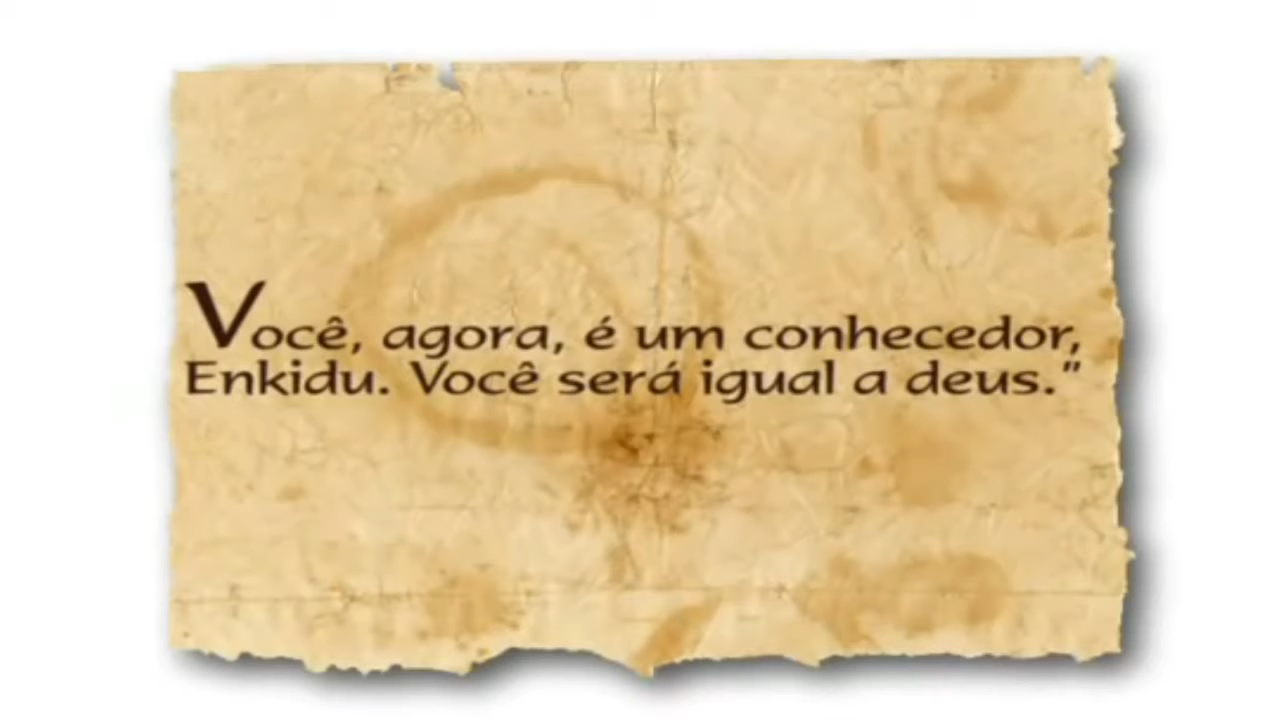 Você, agora, é um conhecedor,
Enkidu. Você será igual a deus."